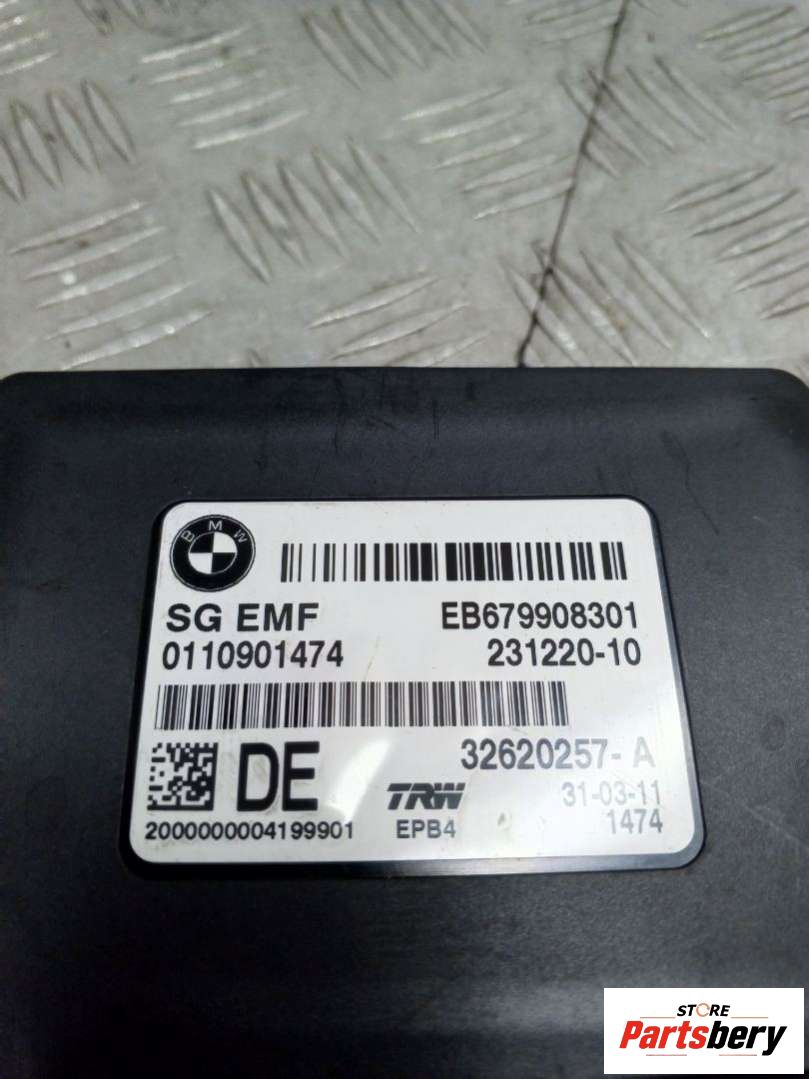 BMW
SG EMF EB679908301
0110901474 231220-10
DE 32620257-A
TRW 31-03-11
2000000004199901 EPB4 1474
STORE
Partsbery